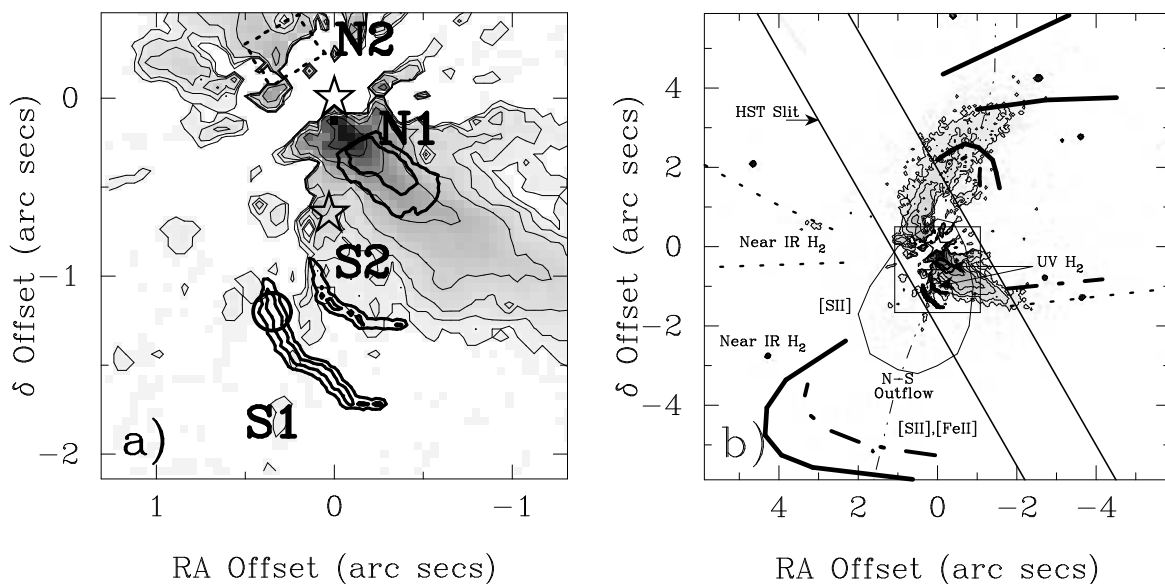 N2
N1
S2
S1
a)
0
−1
−2
1
0
−1
δ Offset (arc secs)
RA Offset (arc secs)
HST Slit
Near IR H₂
UV H₂
[SII]
Near IR H₂
N−S
Outflow
[SII],[FeII]
b)
4
2
0
−2
−4
4
2
0
−2
−4
δ Offset (arc secs)
RA Offset (arc secs)